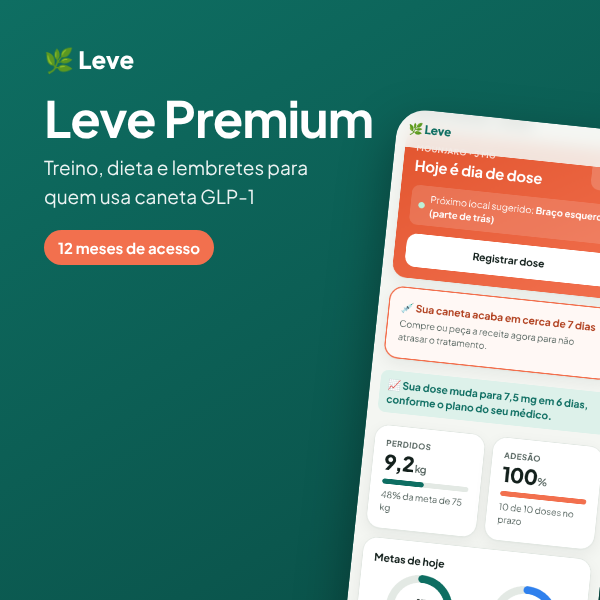 Leve
Leve Premium
Treino, dieta e lembretes para
quem usa caneta GLP-1
12 meses de acesso
Leve
Hoje é dia de dose
Próximo local sugerido: Braço esquerdo
(parte de trás)
Registrar dose
Sua caneta acaba em cerca de 7 dias
Compre ou peça a receita agora para não
atrasar o tratamento.
Sua dose muda para 7,5 mg em 6 dias,
conforme o plano do seu médico.
PERDIDOS
9,2 kg
48% da meta de 75
kg
ADESÃO
100%
10 de 10 doses no
prazo
Metas de hoje